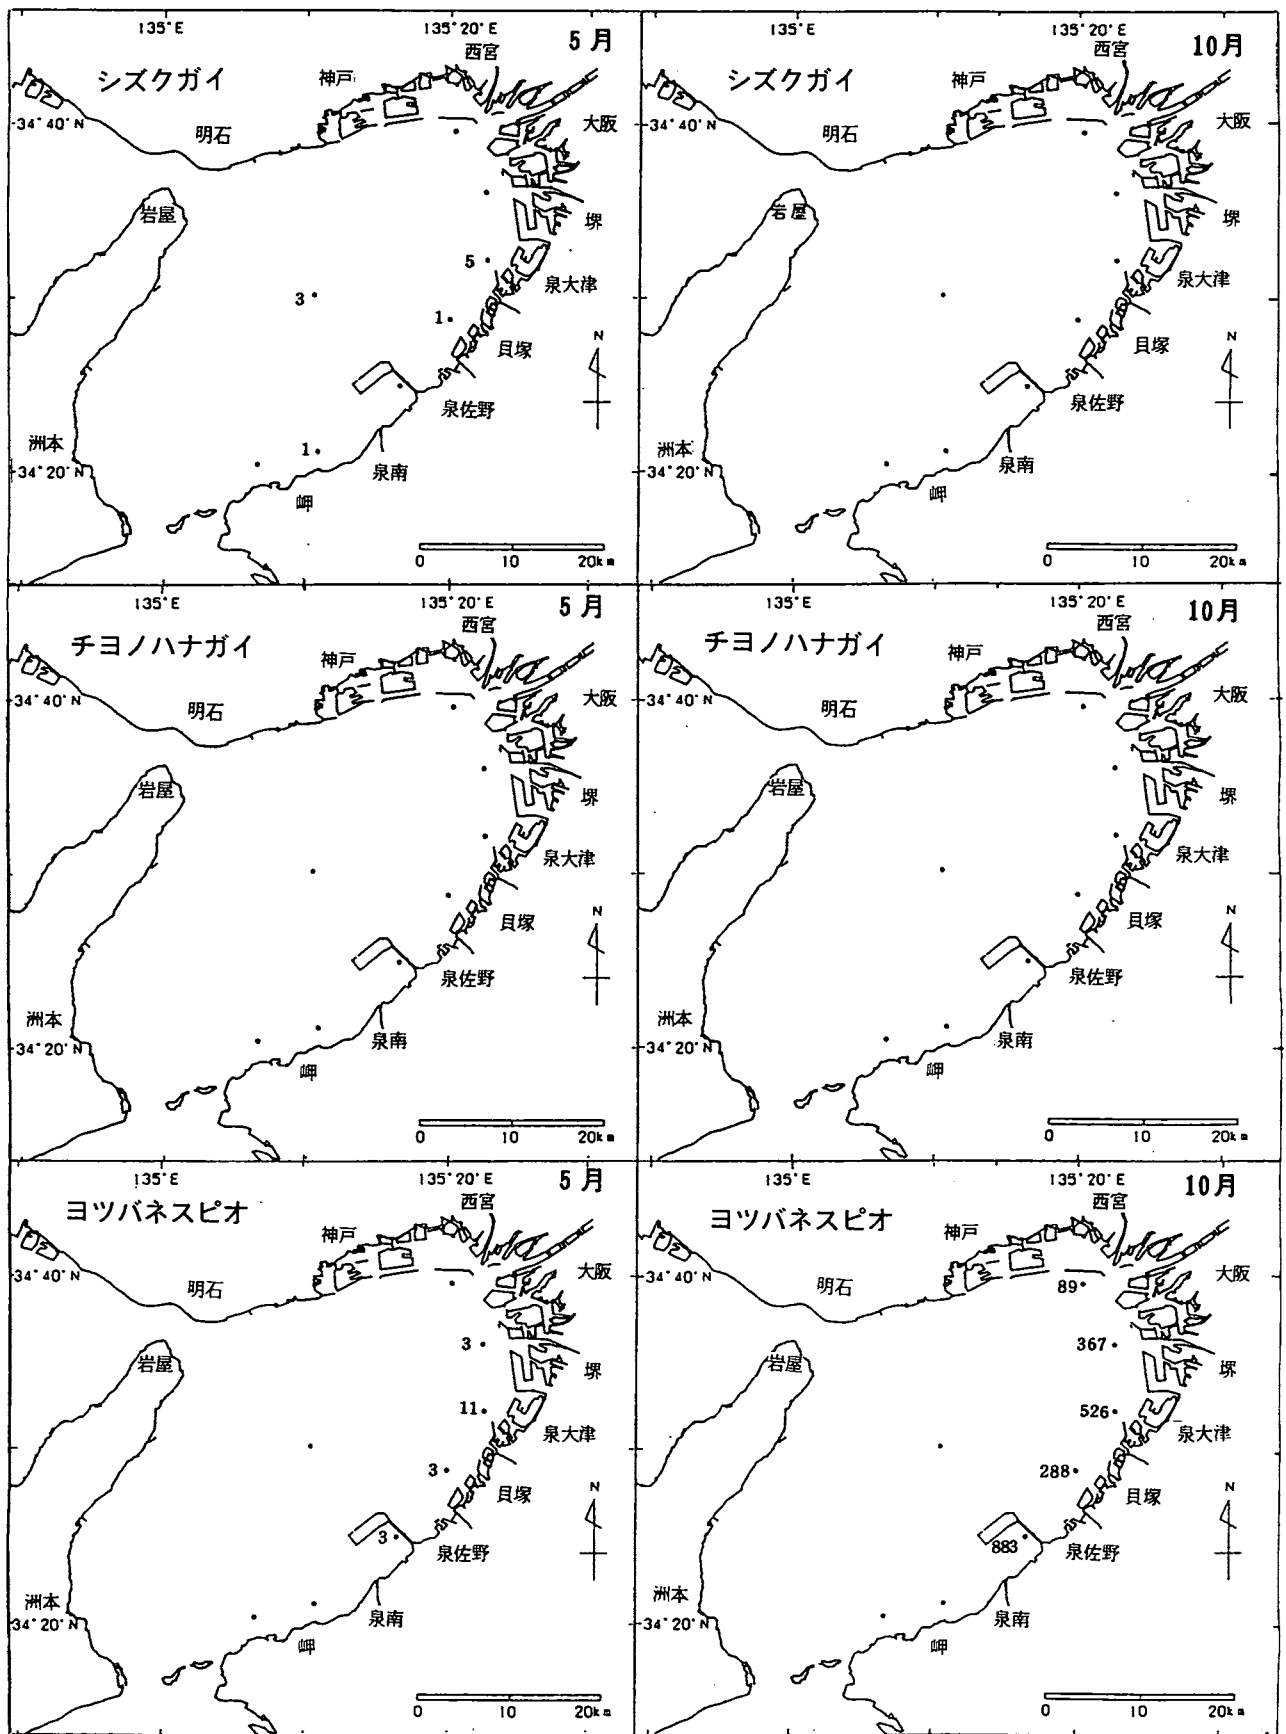 135°E
135°20'E
5月
西宮
シズクガイ
神戸
34°40'N
明石
大阪
岩屋
堺
5
泉大津
3
1
貝塚
N
泉佐野
洲本
1
34°20'N
泉南
岬
0 10 20km
135°E
135°20'E
10月
西宮
シズクガイ
神戸
34°40'N
明石
大阪
岩屋
堺
泉大津
貝塚
N
泉佐野
洲本
34°20'N
泉南
岬
0 10 20km
135°E
135°20'E
5月
西宮
チヨノハナガイ
神戸
34°40'N
明石
大阪
岩屋
堺
泉大津
貝塚
N
泉佐野
洲本
34°20'N
泉南
岬
0 10 20km
135°E
135°20'E
10月
西宮
チヨノハナガイ
神戸
34°40'N
明石
大阪
岩屋
堺
泉大津
貝塚
N
泉佐野
洲本
34°20'N
泉南
岬
0 10 20km
135°E
135°20'E
5月
西宮
ヨツバネスピオ
神戸
34°40'N
明石
大阪
3
岩屋
堺
11
泉大津
3
貝塚
N
3
泉佐野
洲本
34°20'N
泉南
岬
0 10 20km
135°E
135°20'E
10月
西宮
ヨツバネスピオ
神戸
34°40'N
明石
大阪
89
367
岩屋
堺
526
泉大津
288
貝塚
N
883
泉佐野
洲本
34°20'N
泉南
岬
0 10 20km